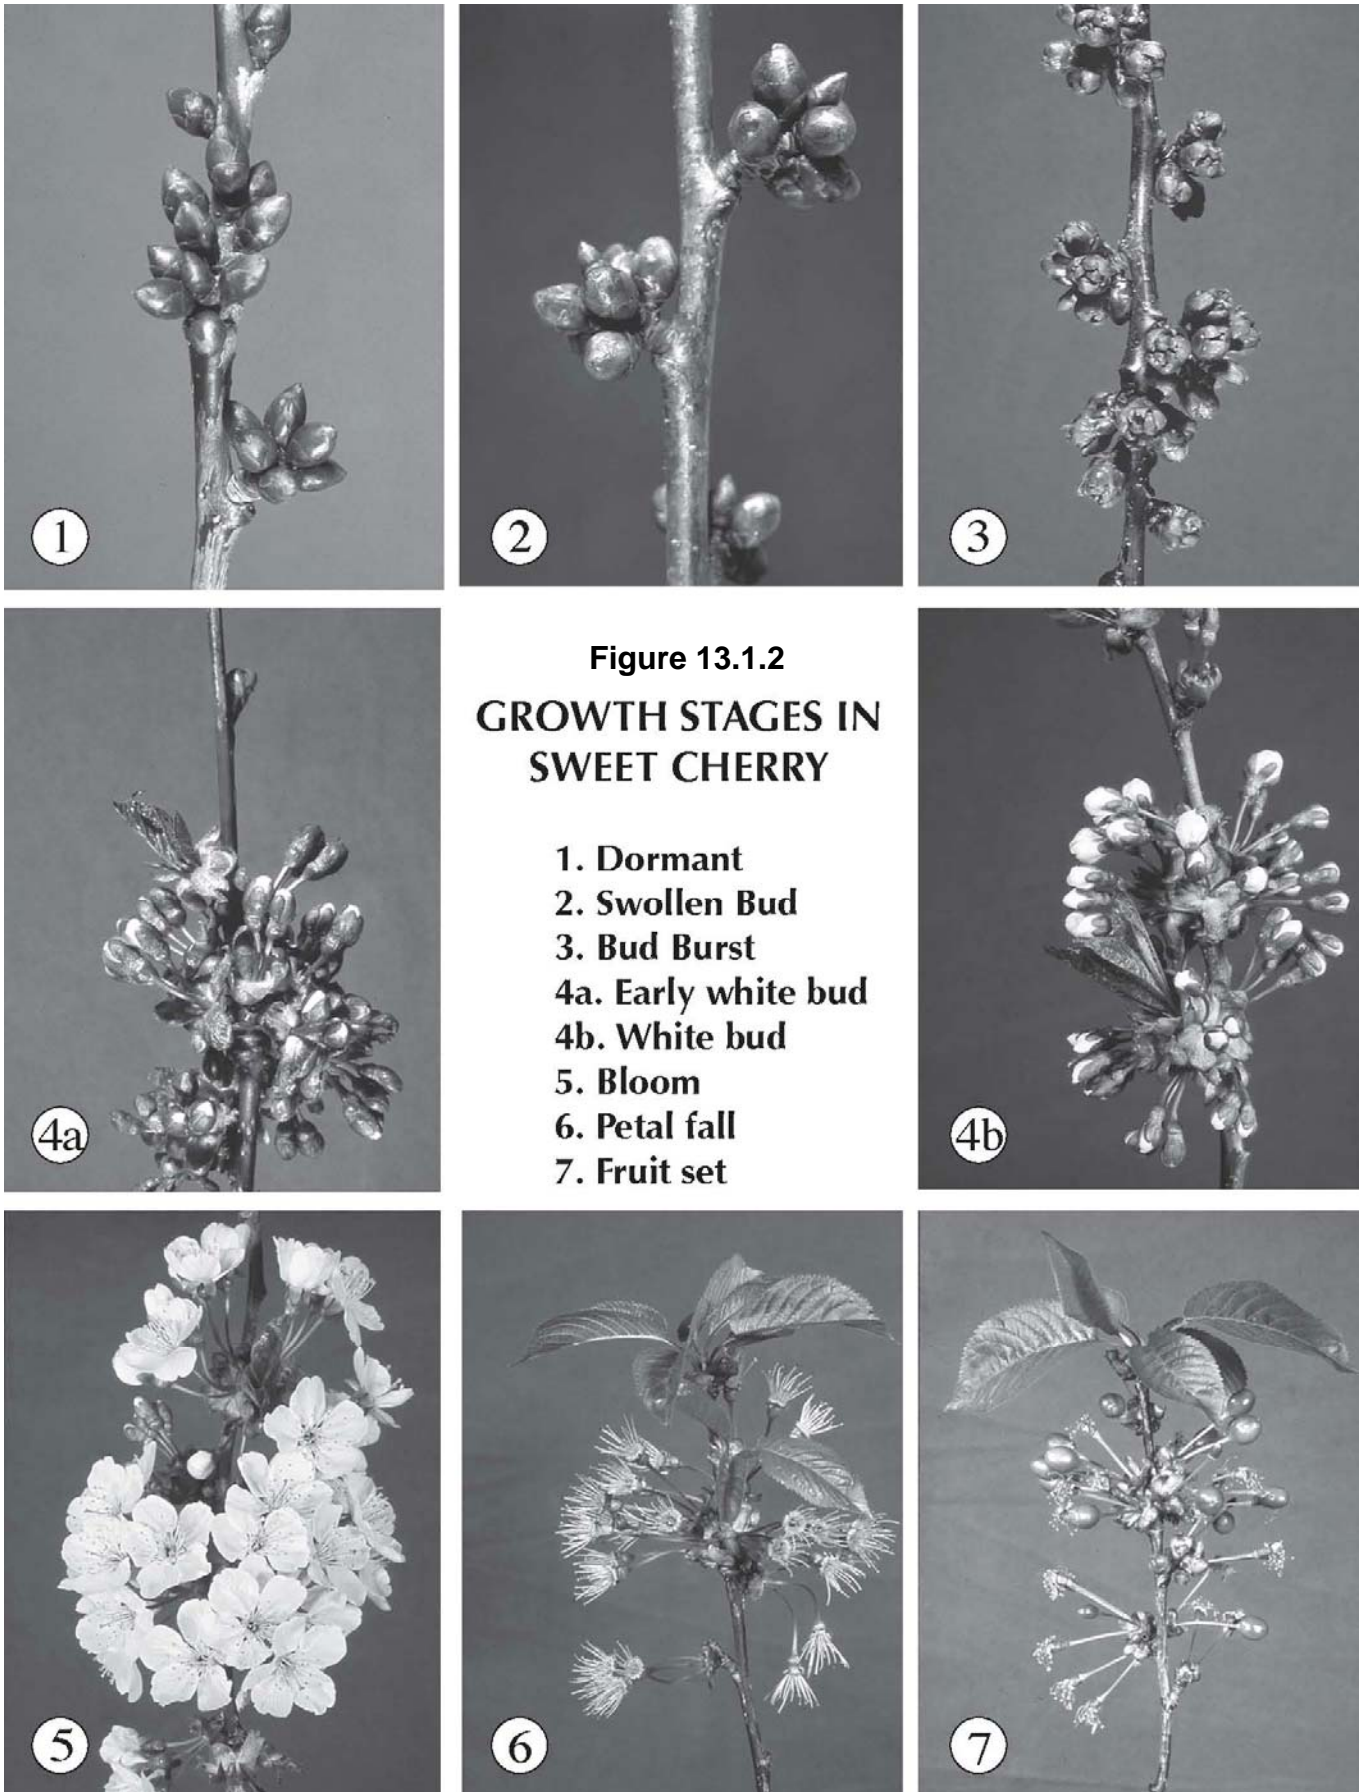 1
2
3
Figure 13.1.2
GROWTH STAGES IN
SWEET CHERRY
1. Dormant
2. Swollen Bud
3. Bud Burst
4a. Early white bud
4b. White bud
5. Bloom
6. Petal fall
7. Fruit set
4a
4b
5
6
7